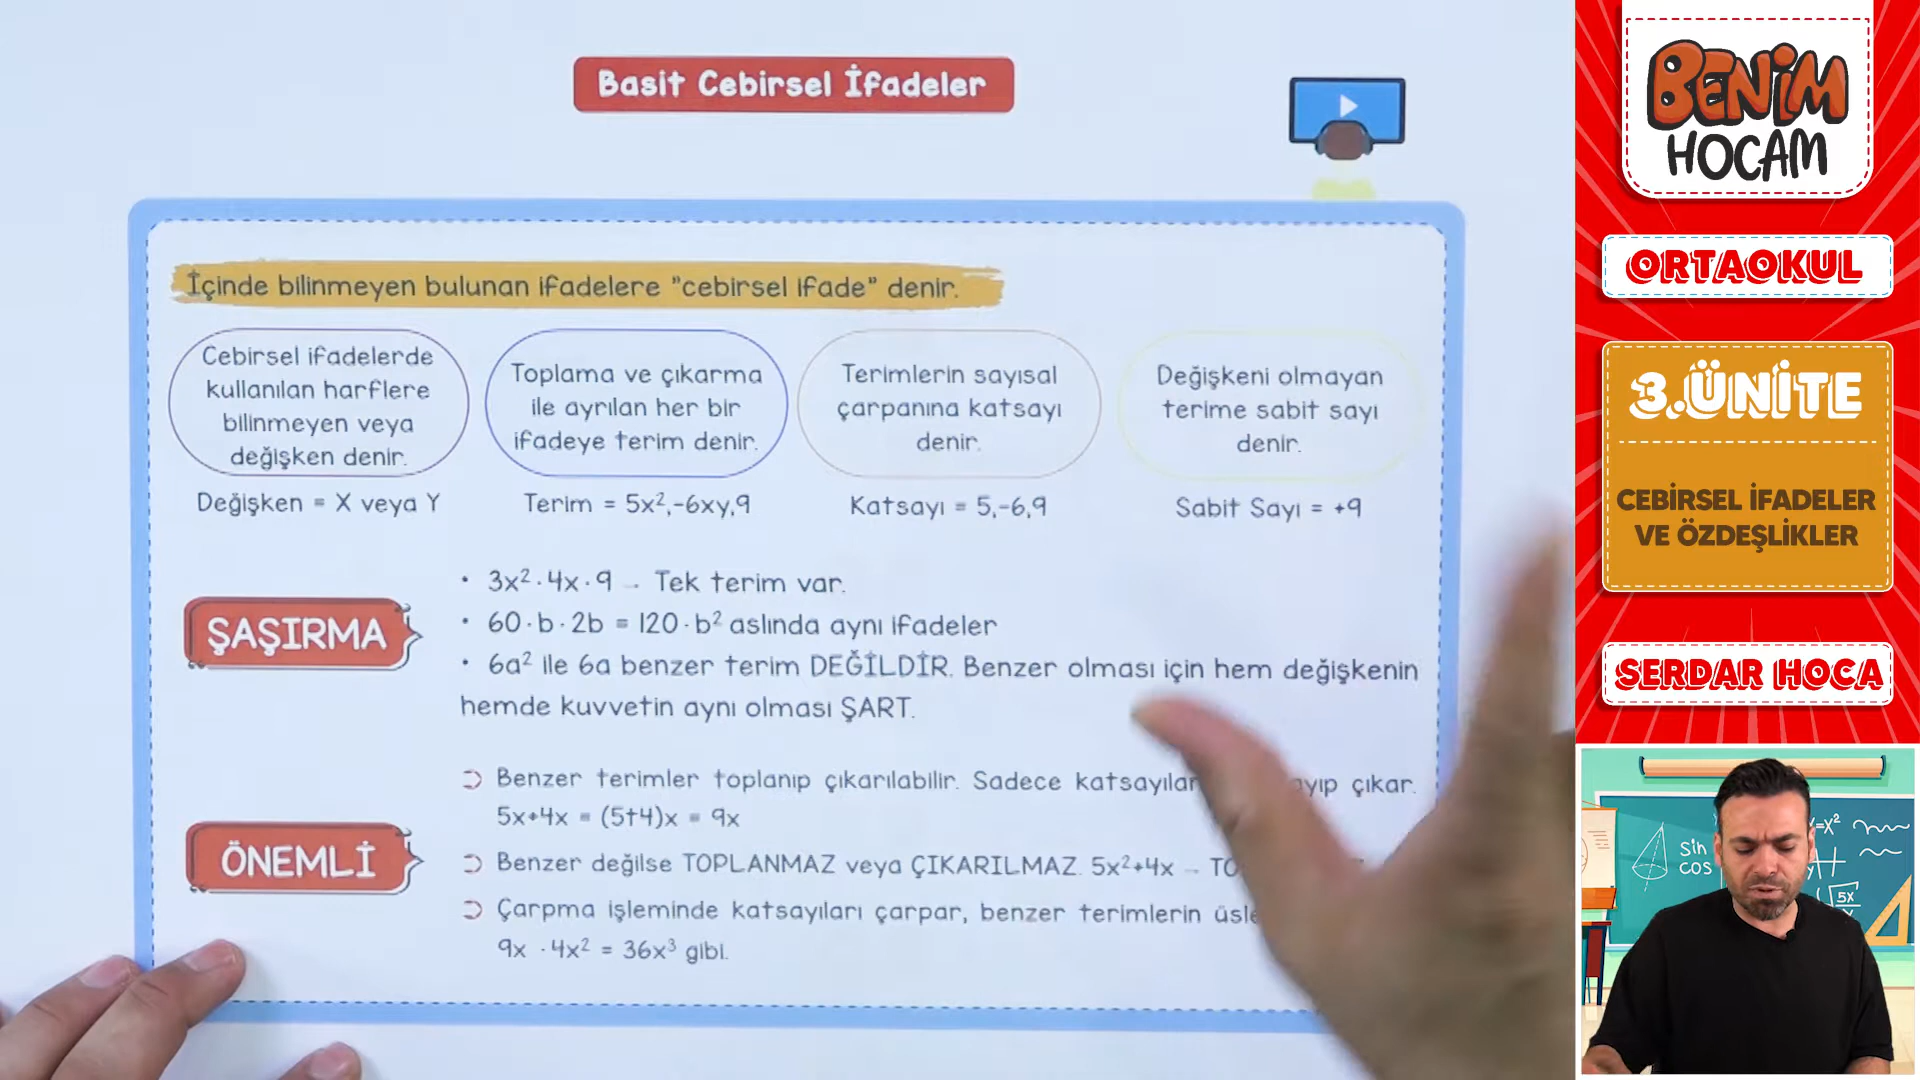 Basit Cebirsel İfadeler
İçinde bilinmeyen bulunan ifadelere "cebirsel ifade" denir.
Cebirsel ifadelerde
kullanılan harflere
bilinmeyen veya
değişken denir.
Değişken = X veya Y
Toplama ve çıkarma
ile ayrılan her bir
ifadeye terim denir.
Terim = 5x²,-6xy,9
Terimlerin sayısal
çarpanına katsayı
denir.
Katsayı = 5,-6,9
Değişkeni olmayan
terime sabit sayı
denir.
Sabit Sayı = +9
ŞAŞIRMA
• 3x² · 4x · 9 → Tek terim var.
• 60 · b · 2b = 120 · b² aslında aynı ifadeler
• 6a² ile 6a benzer terim DEĞİLDİR. Benzer olması için hem değişkenin
hemde kuvvetin aynı olması ŞART.
ÖNEMLİ
Benzer terimler toplanıp çıkarılabilir. Sadece çıkar.
5x+4x = (5+4)x = 9x
Benzer değilse TOPLANMAZ veya ÇIKARILMAZ. 5x²+4x →
Çarpma işleminde katsayıları çarpar, benzer terimlerin
9x · 4x² = 36x³ gibi.
BENİM
HOCAM
ORTAOKUL
3.ÜNİTE
CEBİRSEL İFADELER
VE ÖZDEŞLİKLER
SERDAR HOCA
sin
cos
5x